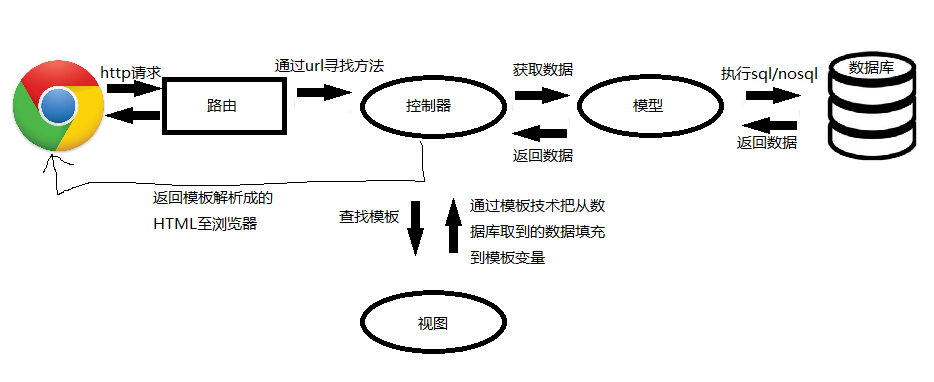 http请求
路由
通过url寻找方法
控制器
获取数据
返回数据
模型
执行sql/nosql
返回数据
数据库
返回模板解析成的
HTML至浏览器
查找模板
通过模板技术把从数
据库取到的数据填充
到模板变量
视图